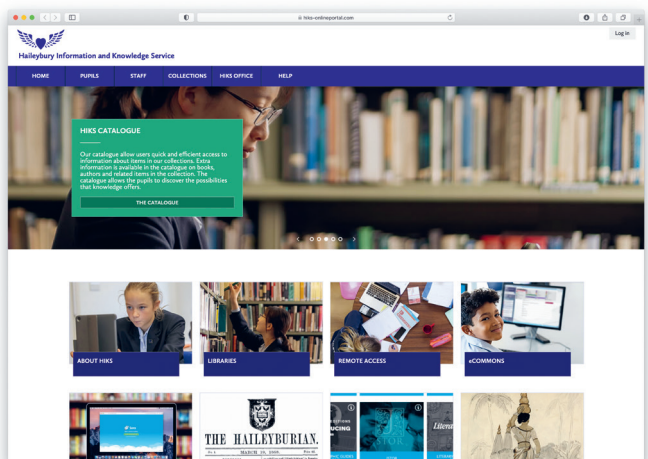 hiks-onlineportal.com
Log in
Haileybury Information and Knowledge Service
HOME PUPILS STAFF COLLECTIONS HIKS OFFICE HELP
HIKS CATALOGUE
Our catalogue allow users quick and efficient access to
information about items in our collections. Extra
information is available in the catalogue on books,
authors and related items in the collection. The
catalogue allows the pupils to discover the possibilities
that knowledge offers.
THE CATALOGUE
ABOUT HIKS
LIBRARIES
REMOTE ACCESS
eCOMMONS
THE HAILEYBURIAN.
MARCH